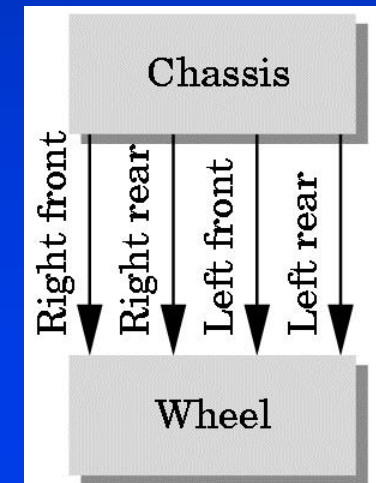 Chassis
Right front
Right rear
Left front
Left rear
Wheel